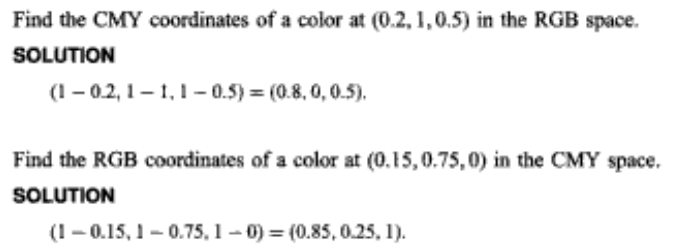 Find the CMY coordinates of a color at (0.2, 1, 0.5) in the RGB space.
SOLUTION
(1 – 0.2, 1 – 1, 1 – 0.5) = (0.8, 0, 0.5).
Find the RGB coordinates of a color at (0.15, 0.75, 0) in the CMY space.
SOLUTION
(1 – 0.15, 1 – 0.75, 1 – 0) = (0.85, 0.25, 1).